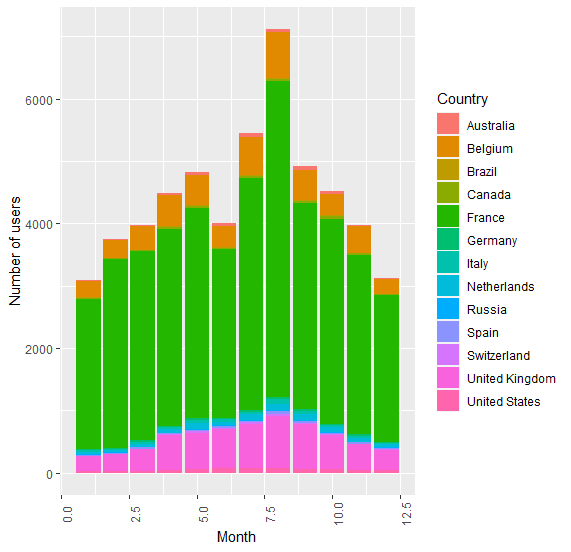 Number of users
6000
4000
2000
0
0.0
2.5
5.0
7.5
10.0
12.5
Month
Country
Australia
Belgium
Brazil
Canada
France
Germany
Italy
Netherlands
Russia
Spain
Switzerland
United Kingdom
United States